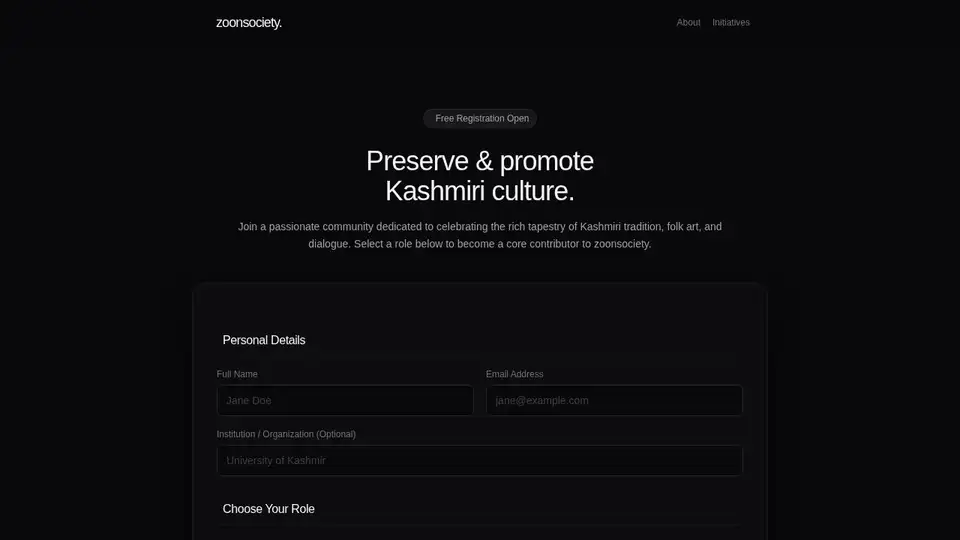 zoonsociety.
About
Initiatives
Free Registration Open
Preserve & promote
Kashmiri culture.
Join a passionate community dedicated to celebrating the rich tapestry of Kashmiri tradition, folk art, and
dialogue. Select a role below to become a core contributor to zoonsociety.
Personal Details
Full Name
Email Address
Jane Doe
jane@example.com
Institution / Organization (Optional)
University of Kashmir
Choose Your Role